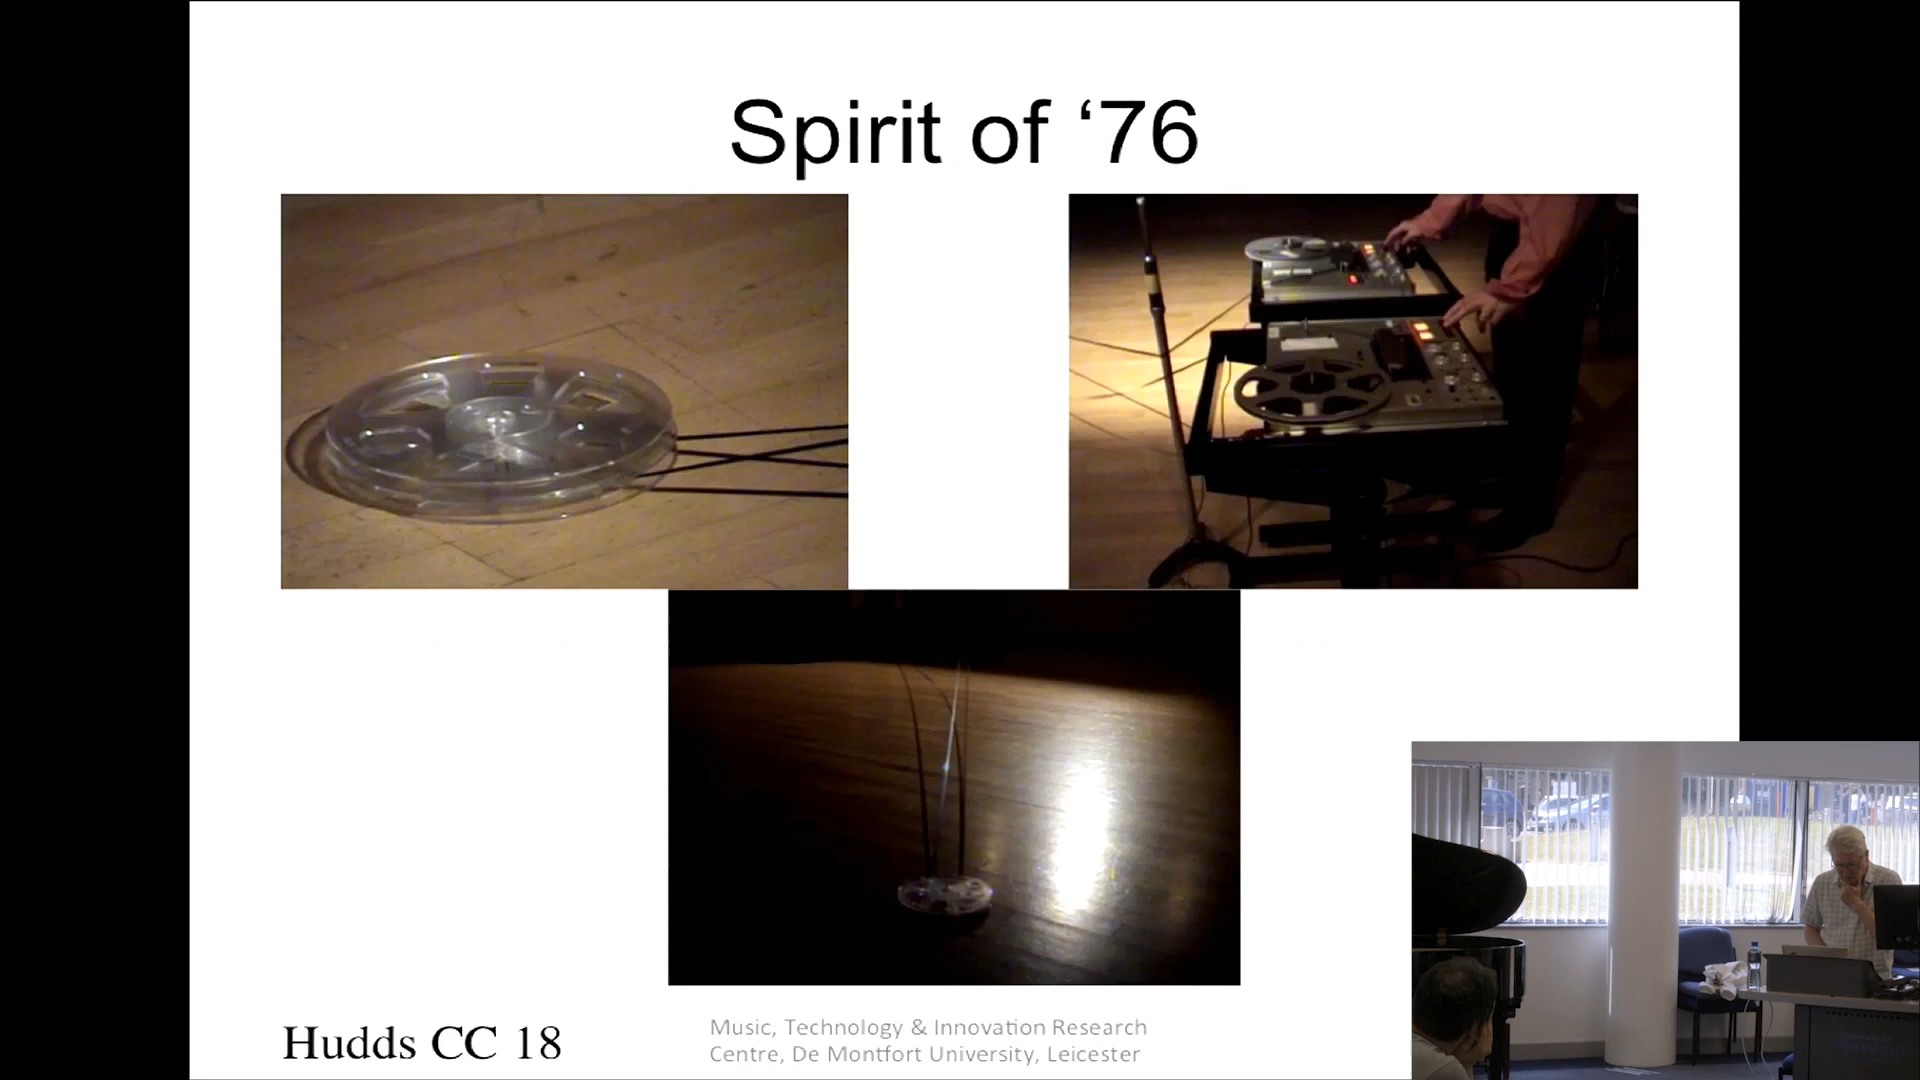 Spirit of ‘76
Hudds CC 18
Music, Technology & Innovation Research
Centre, De Montfort University, Leicester